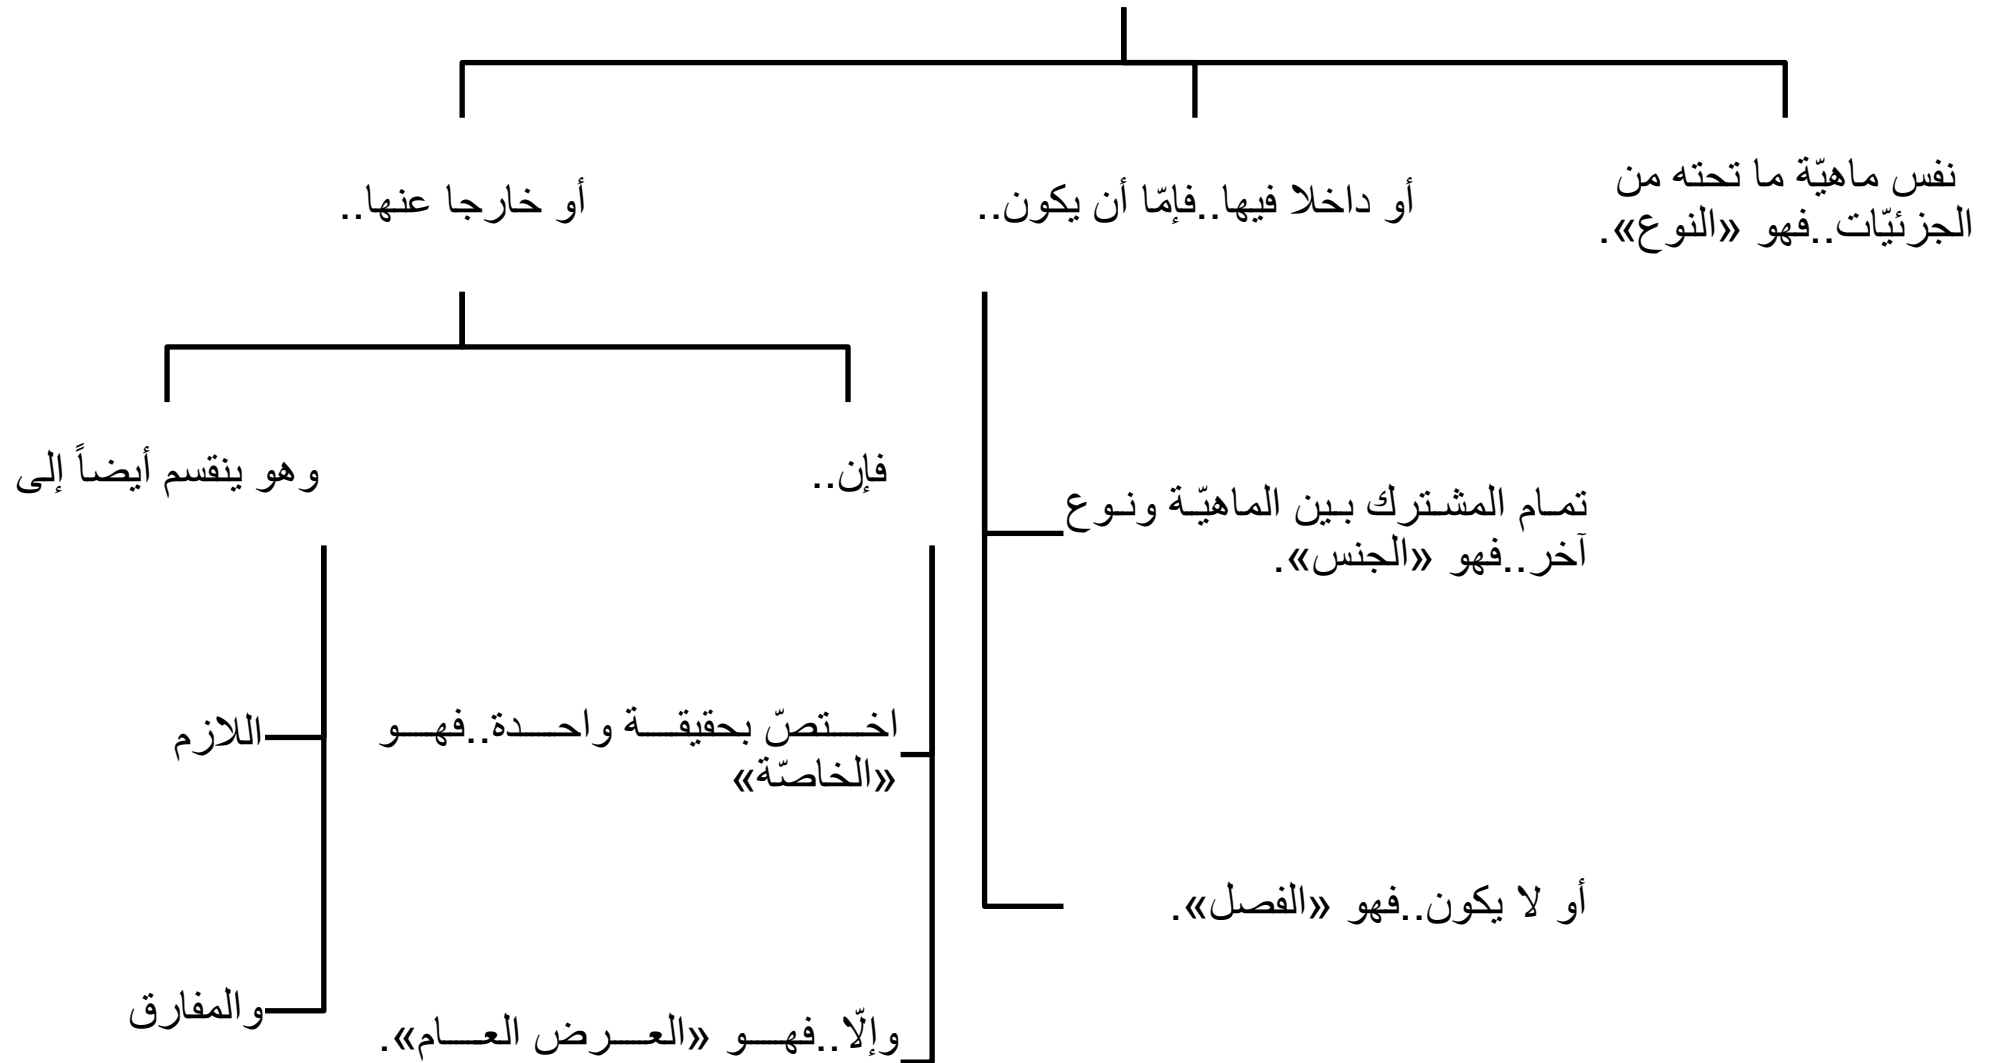 نفس ماهيّة ما تحته من
الجزئيّات..فهو «النوع».
أو داخلا فيها..فإمّا أن يكون..
تمام المشترك بين الماهيّة ونوع
آخر..فهو «الجنس».
أو لا يكون..فهو «الفصل».
أو خارجا عنها..
فإن..
اختصّ بحقيقة واحدة..فهو
«الخاصّة»
وإلّا..فهو «العرض العام».
وهو ينقسم أيضاً إلى
اللازم
والمفارق